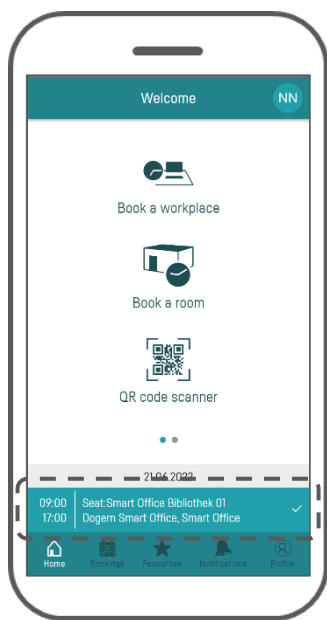 Welcome
NN
Book a workplace
Book a room
QR code scanner
21.06.2022
09:00 Seat:Smart Office Bibliothek 01
17:00 Dogern Smart Office, Smart Office
Home Bookings Favourites Notifications Profile